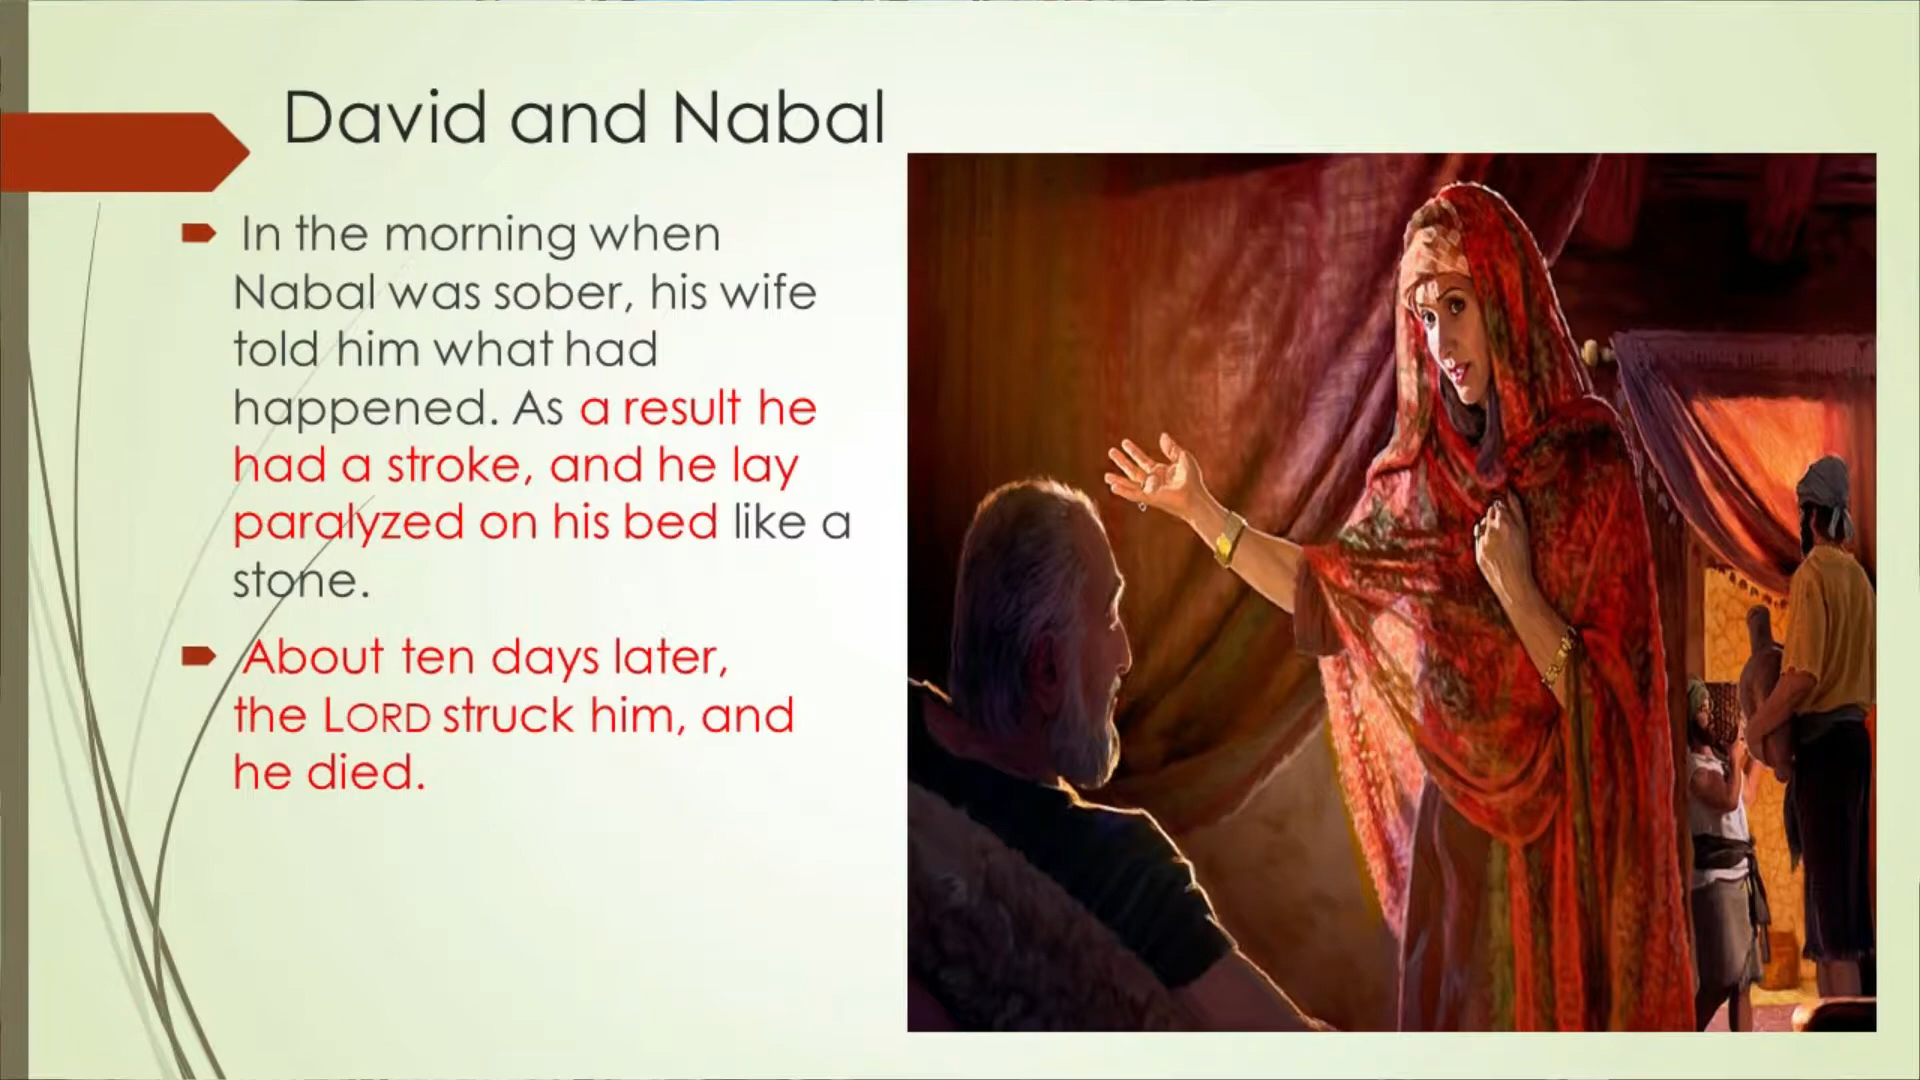 David and Nabal
In the morning when
Nabal was sober, his wife
told him what had
happened. As a result he
had a stroke, and he lay
paralyzed on his bed like a
stone.
About ten days later,
the LORD struck him, and
he died.